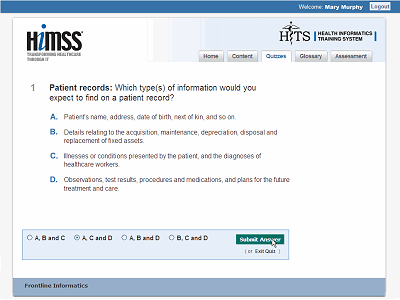 Welcome: Mary Murphy Logout
HiMSS
TRANSFORMING HEALTHCARE
THROUGH IT
HiTS HEALTH INFORMATICS
TRAINING SYSTEM
Home Content Quizzes Glossary Assessment
1 Patient records: Which type(s) of information would you
expect to find on a patient record?
A. Patient's name, address, date of birth, next of kin, and so on.
B. Details relating to the acquisition, maintenance, depreciation, disposal and
replacement of fixed assets.
C. Illnesses or conditions presented by the patient, and the diagnoses of
healthcare workers.
D. Observations, test results, procedures and medications, and plans for the future
treatment and care.
A, B and C A, C and D A, B and D B, C and D Submit Answer
( or Exit Quiz )
Frontline Informatics